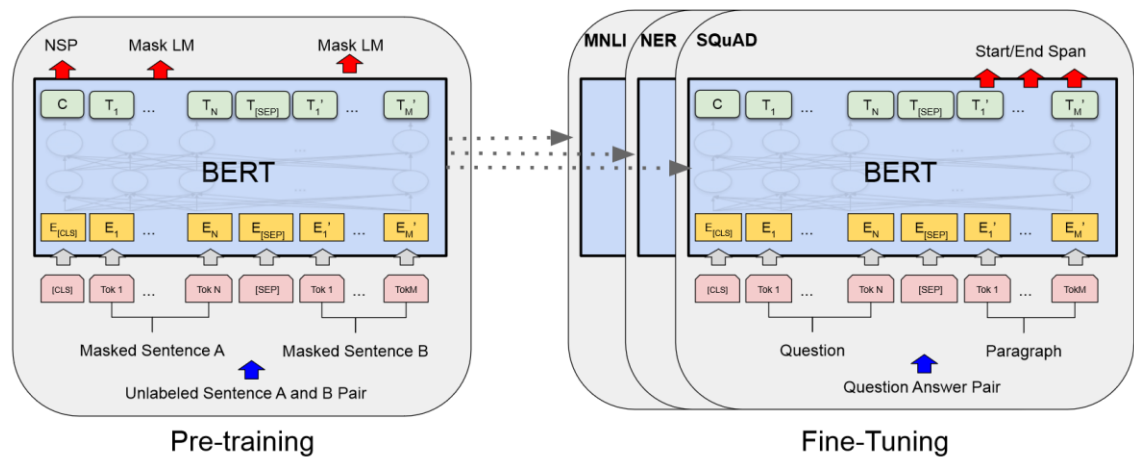 NSP Mask LM Mask LM
C T1 ... TN T[SEP] T1' ... TM'
BERT
E[CLS] E1 ... EN E[SEP] E1' ... EM'
[CLS] Tok 1 ... Tok N [SEP] Tok 1 ... TokM
Masked Sentence A Masked Sentence B
Unlabeled Sentence A and B Pair
Pre-training
MNLI NER SQuAD
Start/End Span
C T1 ... TN T[SEP] T1' ... TM'
BERT
E[CLS] E1 ... EN E[SEP] E1' ... EM'
[CLS] Tok 1 ... Tok N [SEP] Tok 1 ... TokM
Question Paragraph
Question Answer Pair
Fine-Tuning